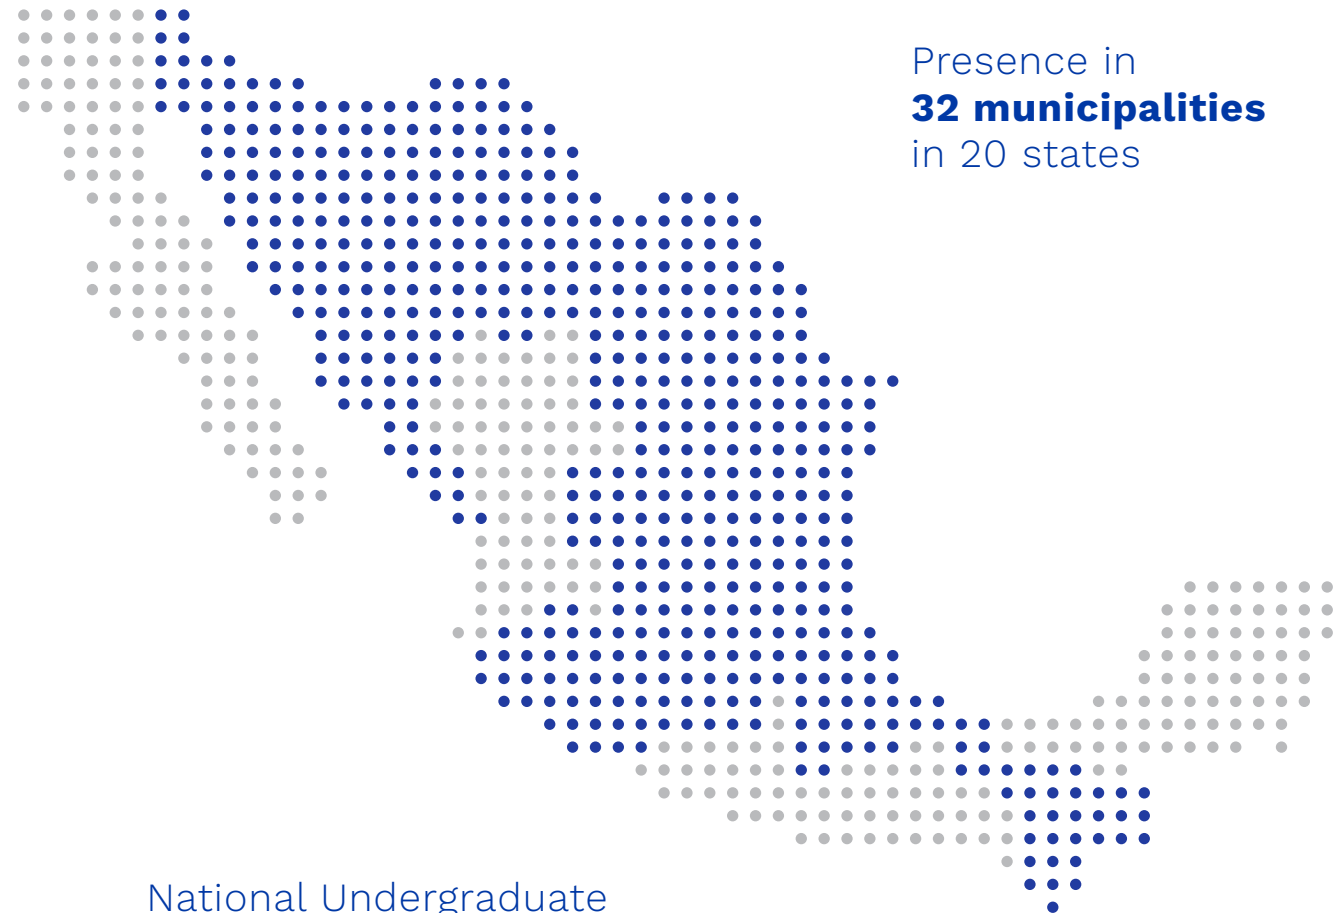 Presence in
32 municipalities
in 20 states
National Undergraduate